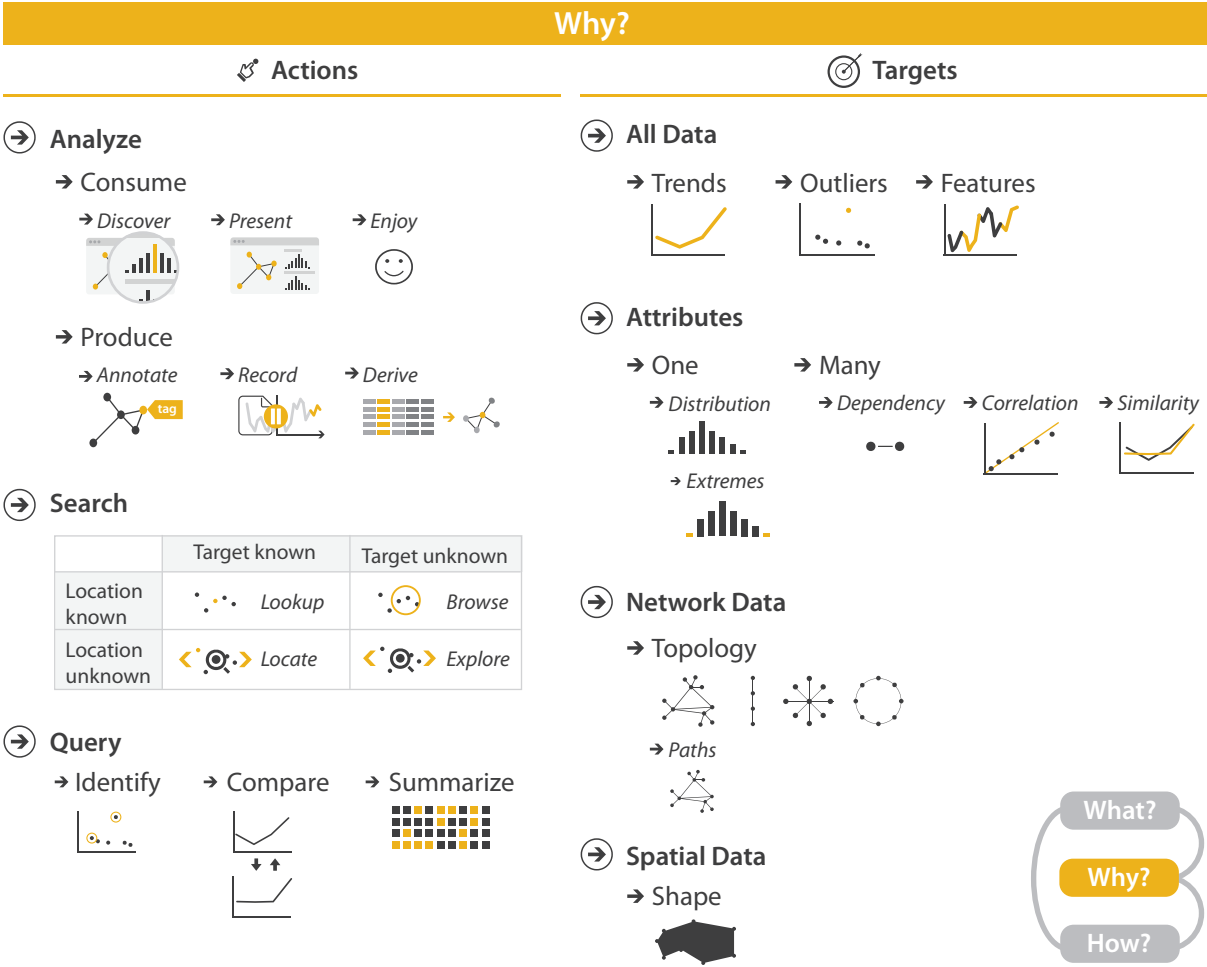 Why?
Actions
Analyze
Consume
Discover
Present
Enjoy
Produce
Annotate
tag
Record
Derive
Search
Target known
Target unknown
Location
known
Lookup
Browse
Location
unknown
Locate
Explore
Query
Identify
Compare
Summarize
Targets
All Data
Trends
Outliers
Features
Attributes
One
Many
Distribution
Dependency
Correlation
Similarity
Extremes
Network Data
Topology
Paths
Spatial Data
Shape
What?
Why?
How?